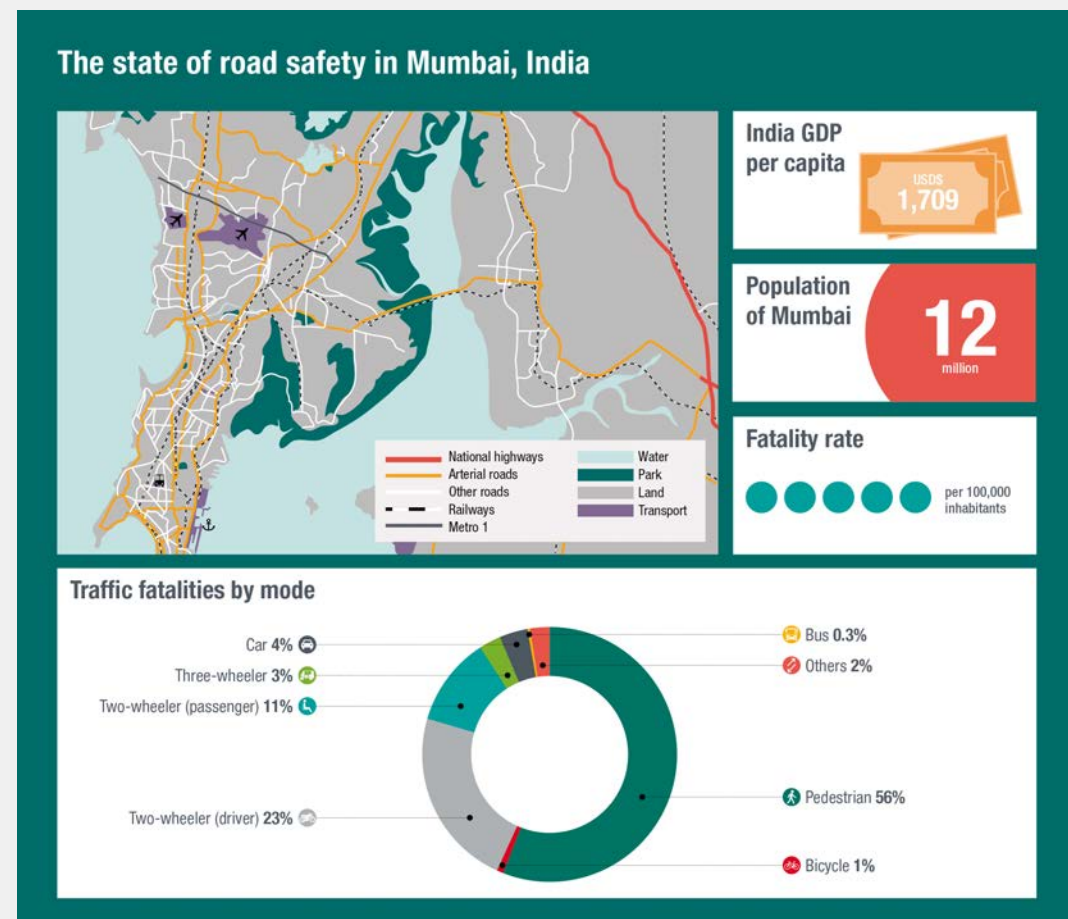 The state of road safety in Mumbai, India
India GDP
per capita
USD$
1,709
Population
of Mumbai
12
million
Fatality rate
per 100,000
inhabitants
National highways
Arterial roads
Other roads
Railways
Metro 1
Water
Park
Land
Transport
Traffic fatalities by mode
Car 4%
Three-wheeler 3%
Two-wheeler (passenger) 11%
Two-wheeler (driver) 23%
Bus 0.3%
Others 2%
Pedestrian 56%
Bicycle 1%